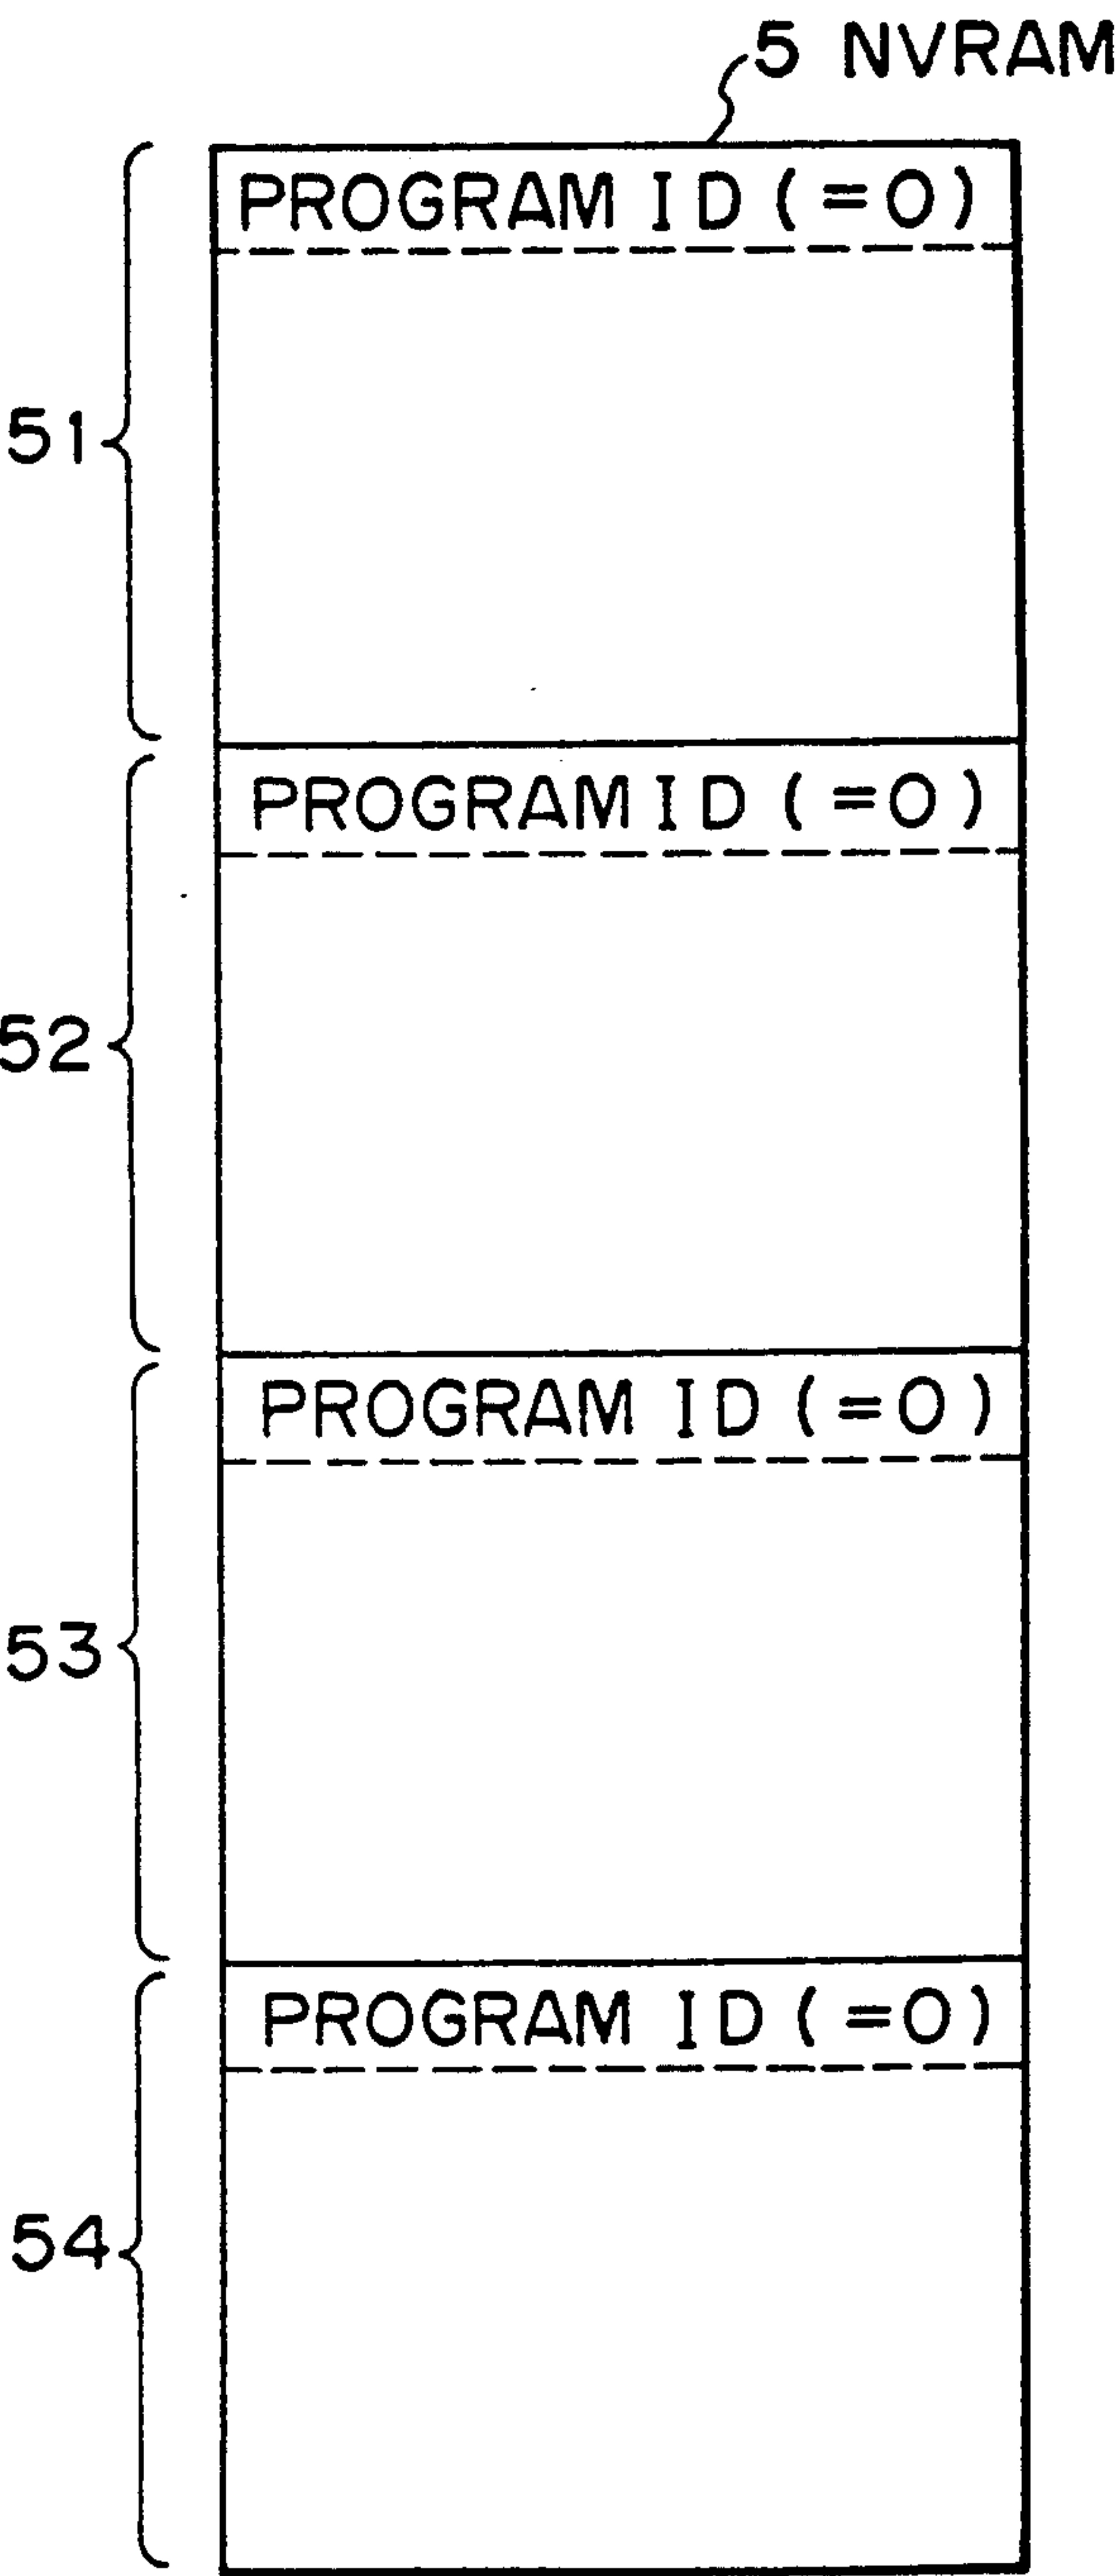 5 NVRAM
PROGRAM ID (=0)
51
PROGRAM ID (=0)
52
PROGRAM ID (=0)
53
PROGRAM ID (=0)
54